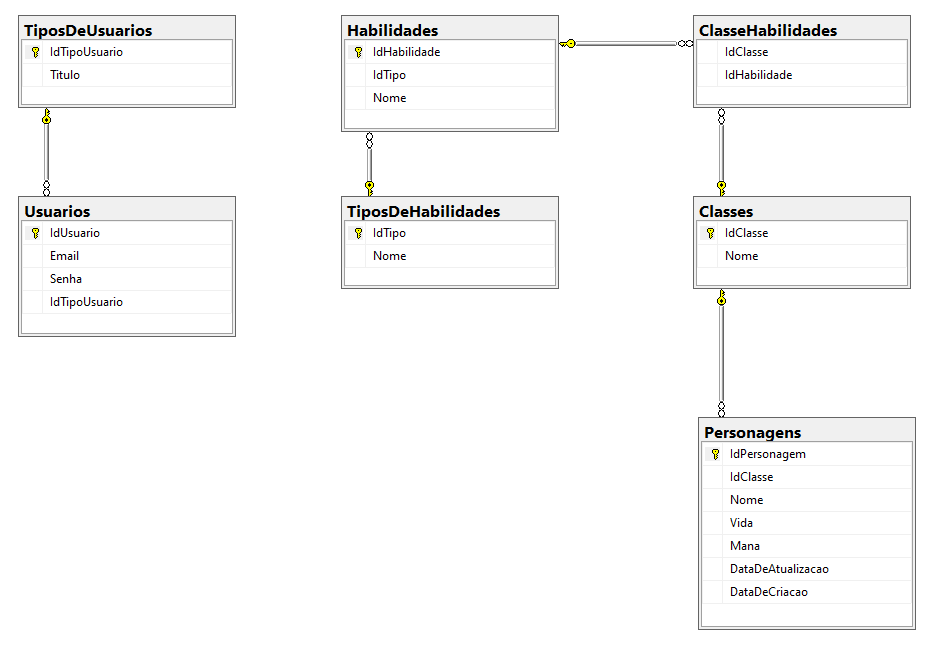 TiposDeUsuarios
IdTipoUsuario
Titulo
Usuarios
IdUsuario
Email
Senha
IdTipoUsuario
Habilidades
IdHabilidade
IdTipo
Nome
TiposDeHabilidades
IdTipo
Nome
ClasseHabilidades
IdClasse
IdHabilidade
Classes
IdClasse
Nome
Personagens
IdPersonagem
IdClasse
Nome
Vida
Mana
DataDeAtualizacao
DataDeCriacao